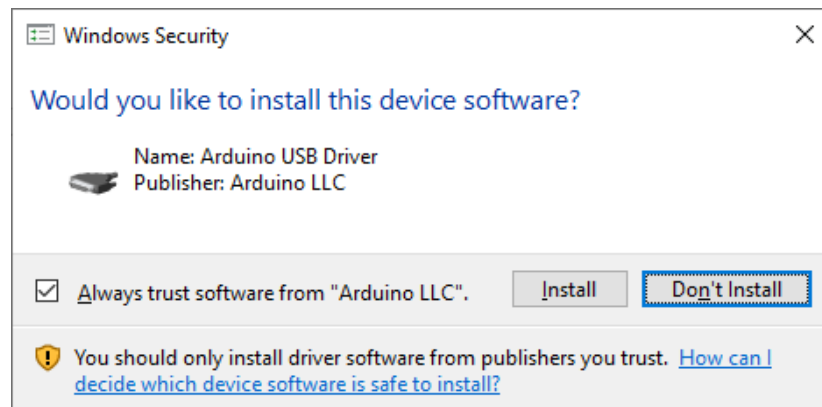 Windows Security
Would you like to install this device software?
Name: Arduino USB Driver
Publisher: Arduino LLC
Always trust software from "Arduino LLC".
Install
Don't Install
You should only install driver software from publishers you trust. How can I
decide which device software is safe to install?